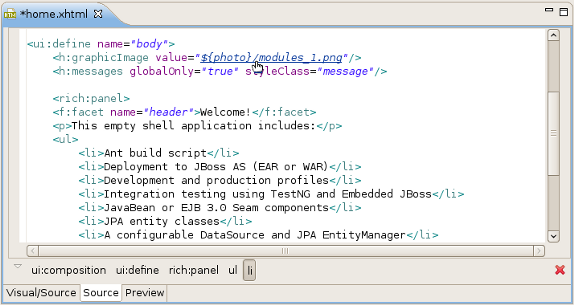 *home.xhtml
<ui:define name="body">
<h:graphicImage value="${photo}/modules_1.png"/>
<h:messages globalOnly="true" styleClass="message"/>
<rich:panel>
<f:facet name="header">Welcome!</f:facet>
<p>This empty shell application includes:</p>
<ul>
<li>Ant build script</li>
<li>Deployment to JBoss AS (EAR or WAR)</li>
<li>Development and production profiles</li>
<li>Integration testing using TestNG and Embedded JBoss</li>
<li>JavaBean or EJB 3.0 Seam components</li>
<li>JPA entity classes</li>
<li>A configurable DataSource and JPA EntityManager</li>
ui:composition ui:define rich:panel ul li
Visual/Source Source Preview